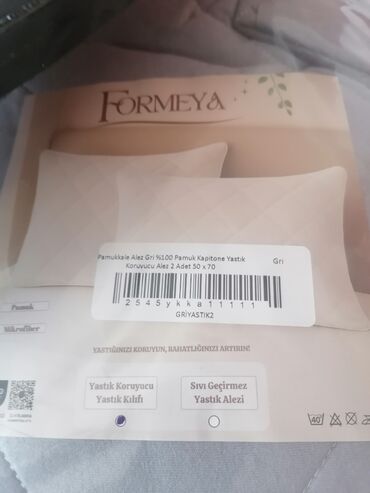 FORMEYA
Pamukkale Alez Gri %100 Pamuk Kapitone Yastık Gri
Koruyucu Alez 2 Adet 50 x 70
2545ykka11111
GRİYASTIK2
Pamuk
Mikrofiber
YASTIĞINIZI KORUYUN, RAHATLIĞINIZI ARTIRIN!
Yastık Koruyucu Sıvı Geçirmez
Yastık Kılıfı Yastık Alezi
40